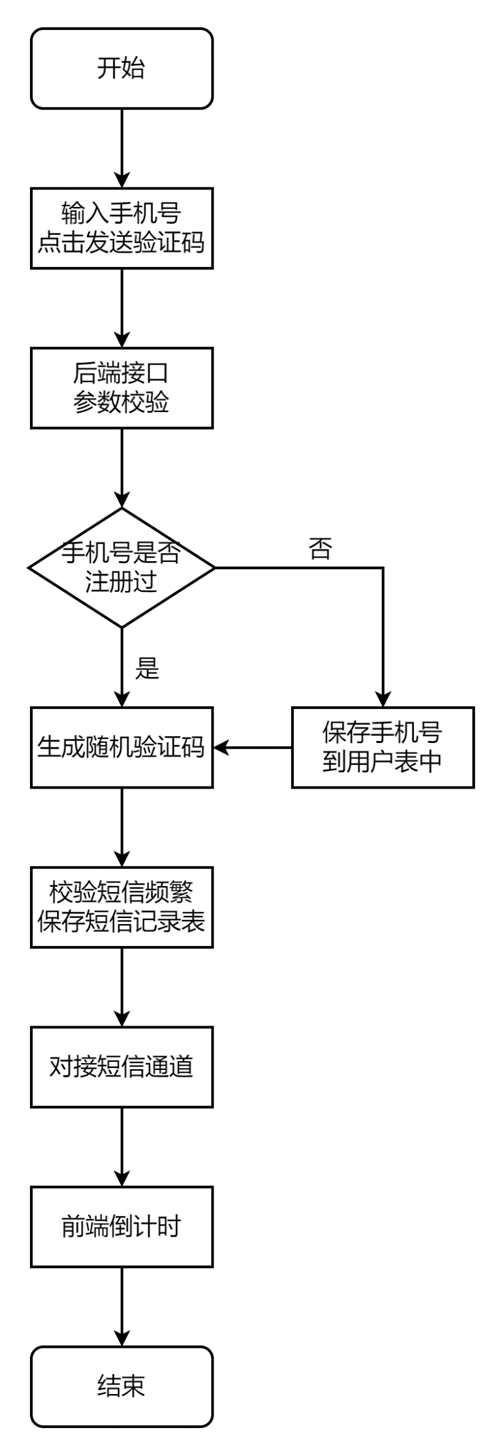 开始
输入手机号
点击发送验证码
后端接口
参数校验
手机号是否
注册过
否
是
生成随机验证码
保存手机号
到用户表中
校验短信频繁
保存短信记录表
对接短信通道
前端倒计时
结束